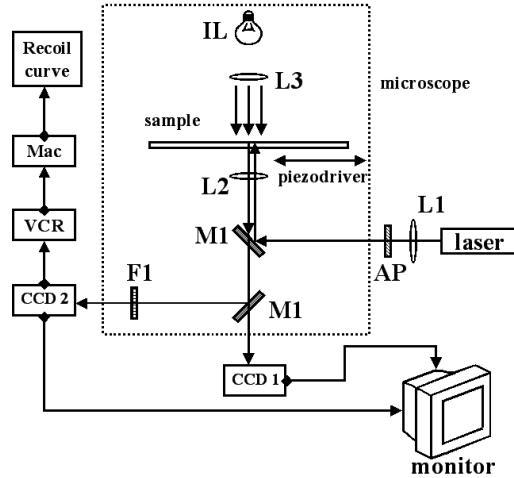 IL
Recoil
curve
L3
microscope
sample
Mac
L2
piezodriver
L1
VCR
M1
laser
AP
F1
CCD 2
M1
CCD 1
monitor